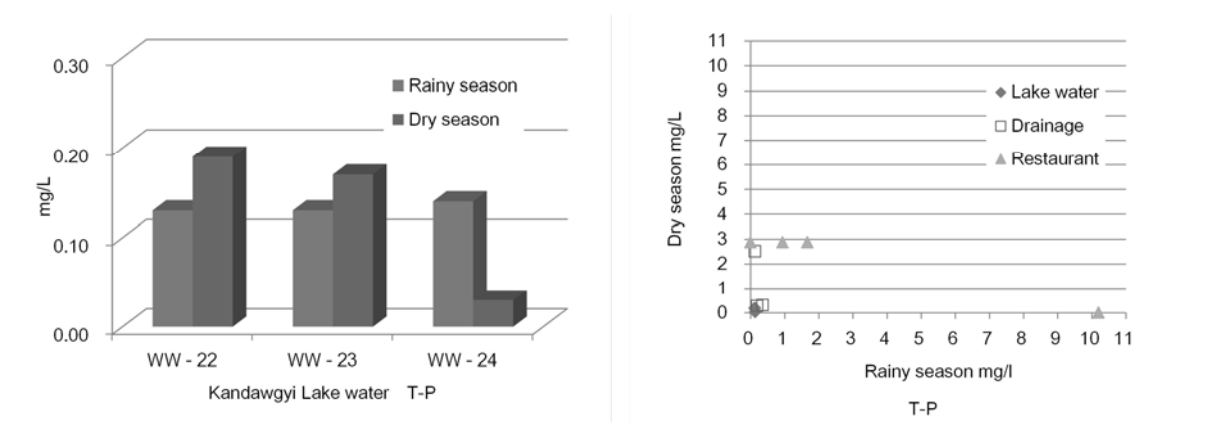 0.30
0.20
0.10
0.00
mg/L
Rainy season
Dry season
WW - 22 WW - 23 WW - 24
Kandawgyi Lake water T-P
11
10
9
8
7
6
5
4
3
2
1
0
Dry season mg/L
Lake water
Drainage
Restaurant
0 1 2 3 4 5 6 7 8 9 10 11
Rainy season mg/l
T-P